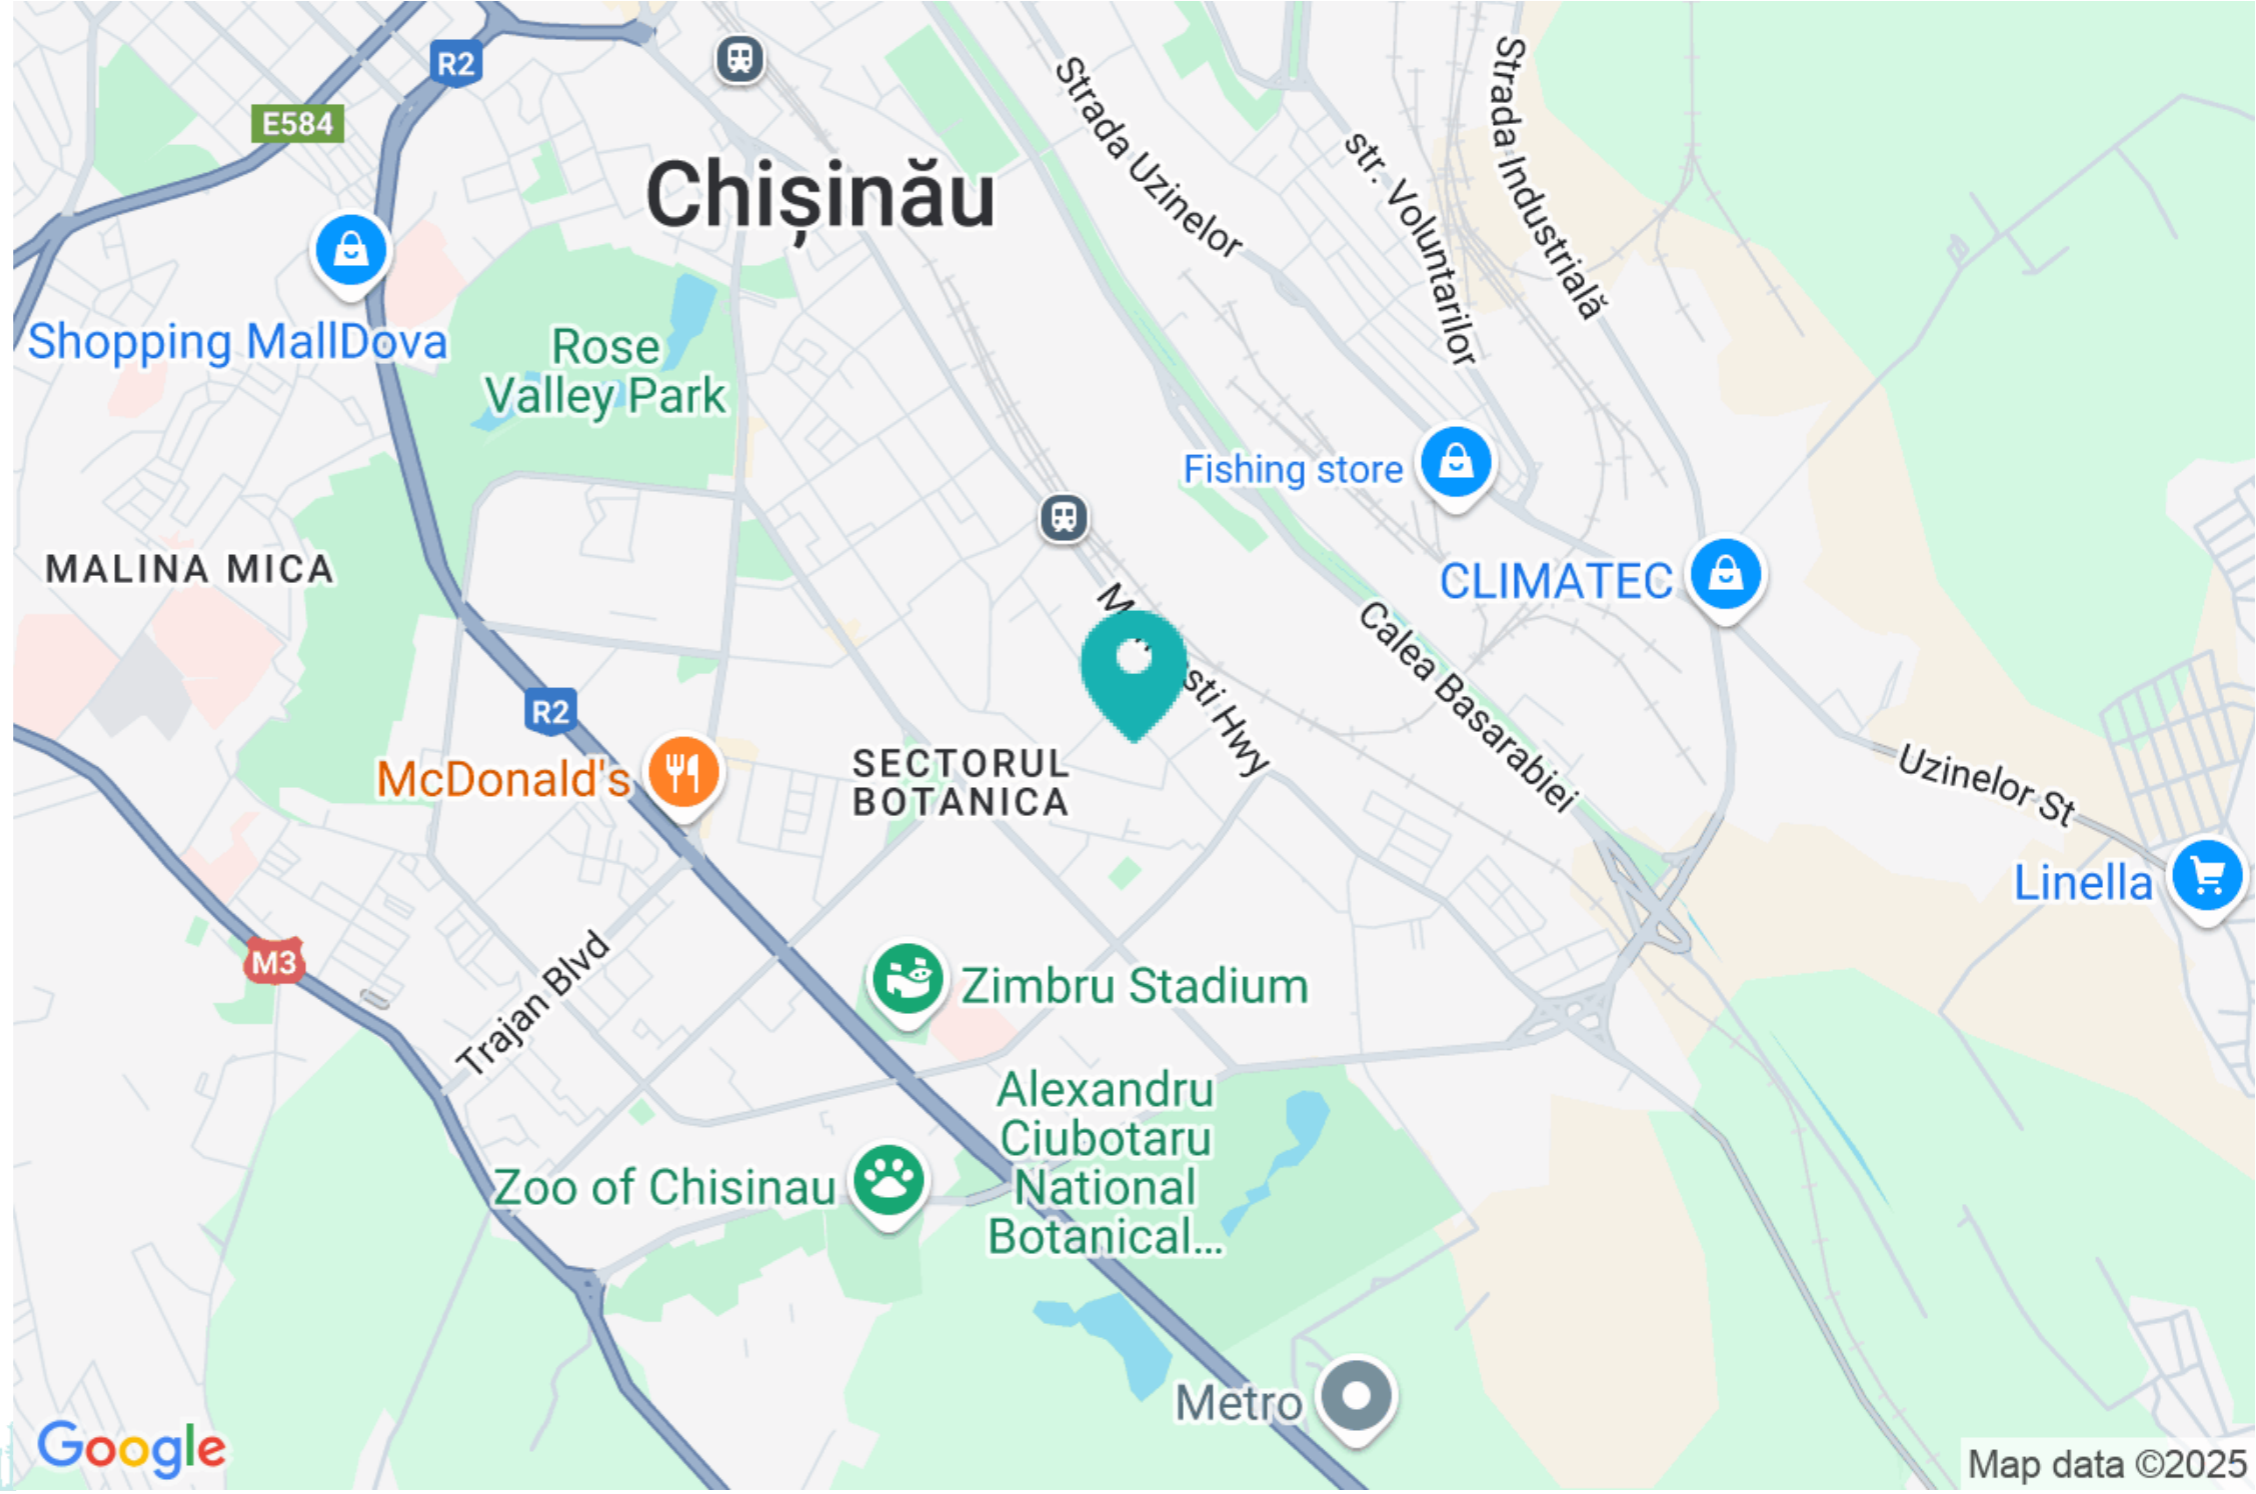 R2
E584
Chișinău
Strada Uzinelor
str. Voluntarilor
Strada Industrială
Shopping MallDova
Rose
Valley Park
Fishing store
MALINA MICA
CLIMATEC
Calea Basarabiei
sti Hwy
R2
McDonald's
SECTORUL
BOTANICA
Uzinelor St
Linella
M3
Trajan Blvd
Zimbru Stadium
Alexandru
Ciubotaru
National
Botanical...
Zoo of Chisinau
Metro
Google
Map data ©2025